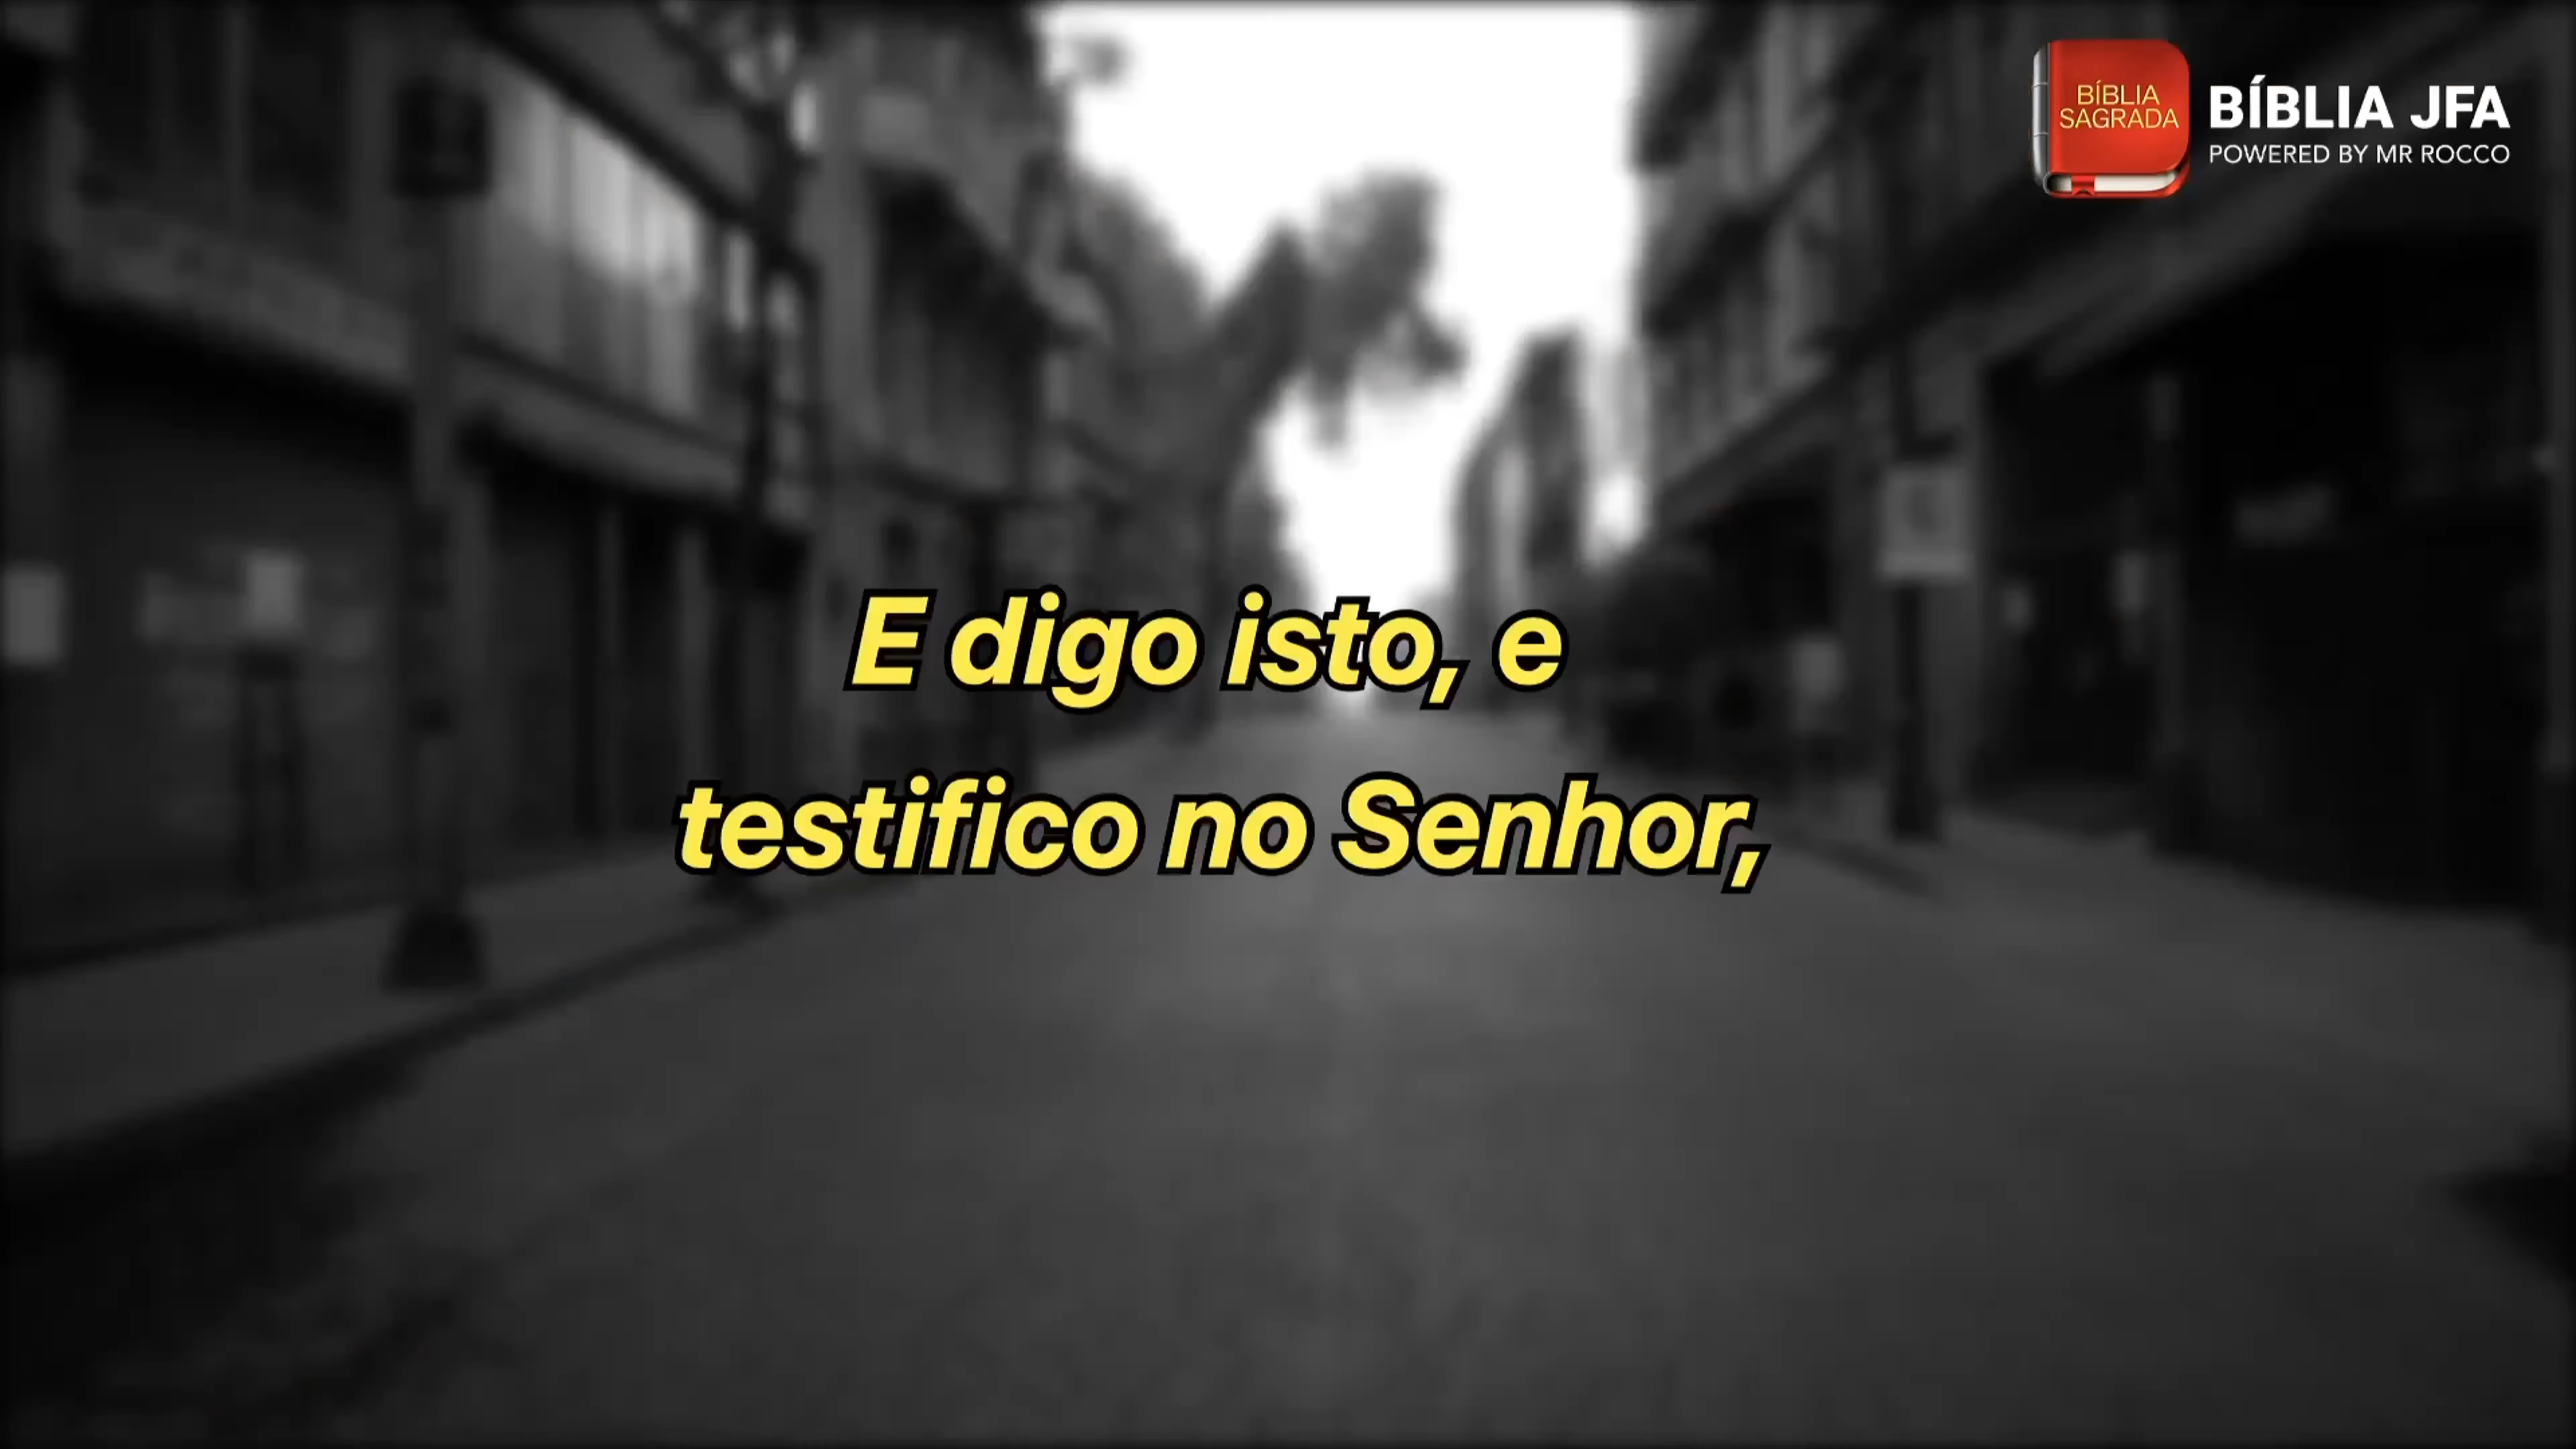 BÍBLIA
SAGRADA
BÍBLIA JFA
POWERED BY MR ROCCO
E digo isto, e
testifico no Senhor,